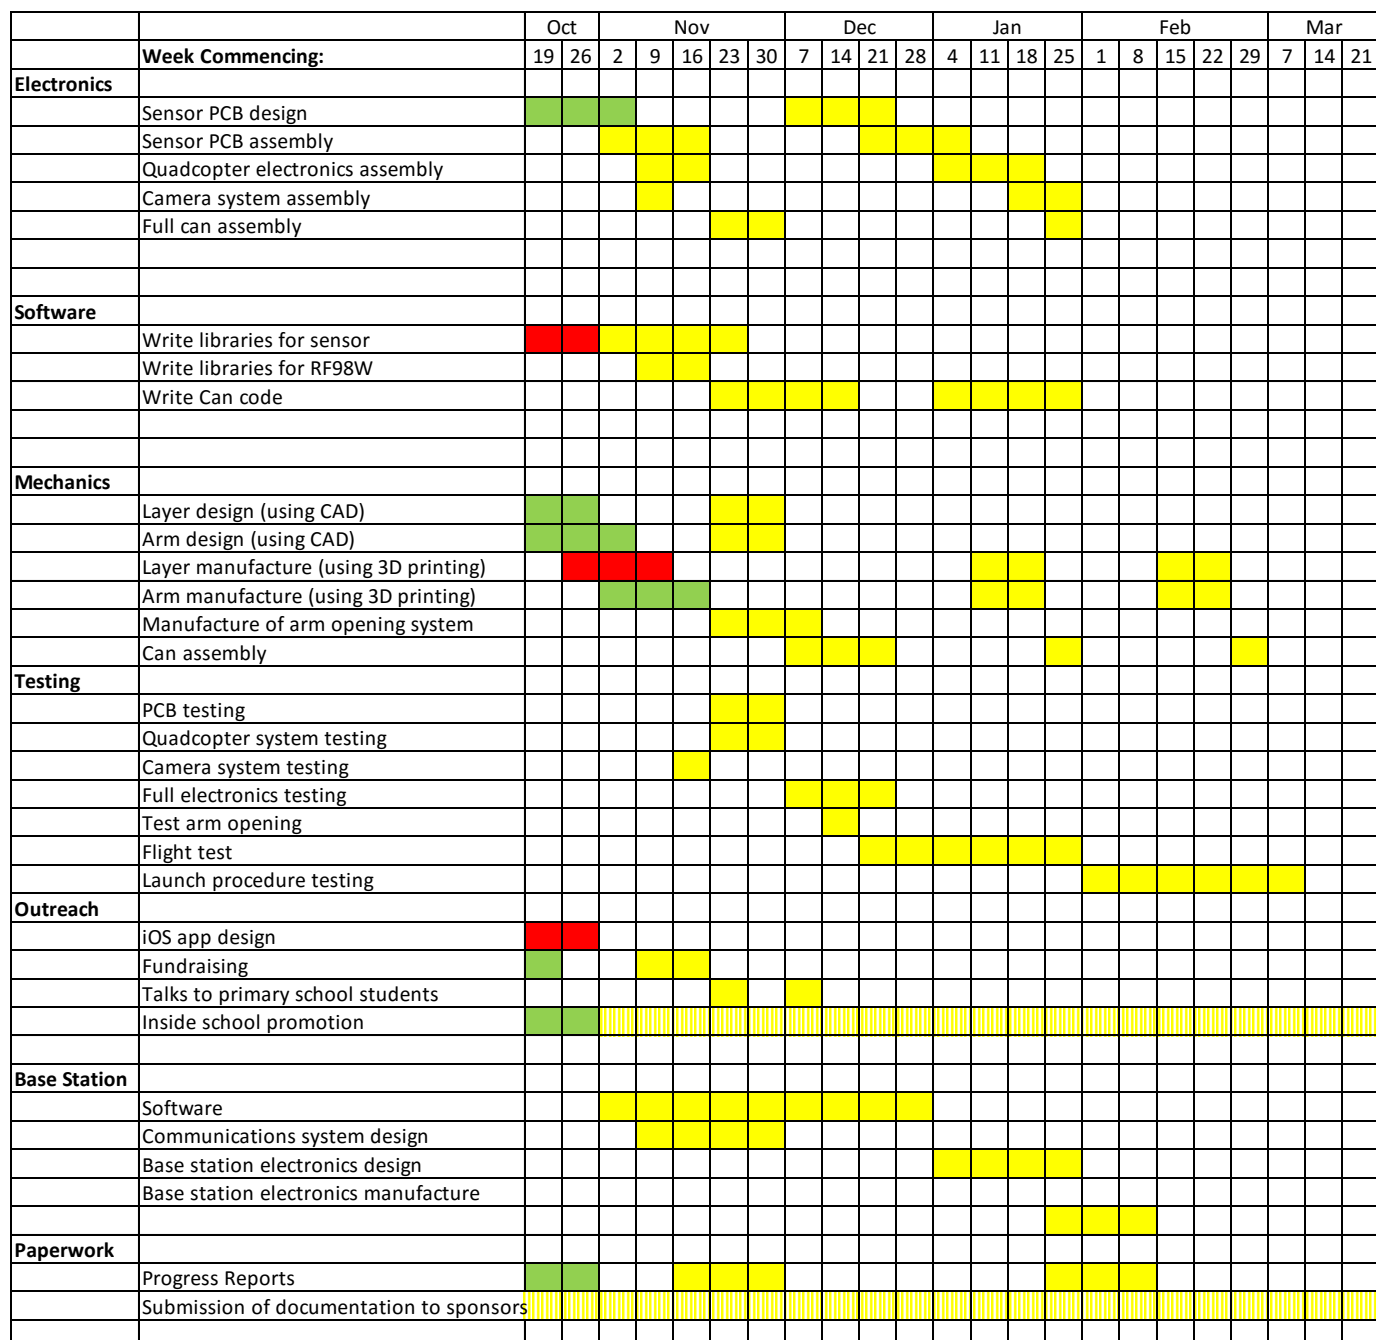 Oct Nov Dec Jan Feb Mar
Week Commencing: 19 26 2 9 16 23 30 7 14 21 28 4 11 18 25 1 8 15 22 29 7 14 21
Electronics
Sensor PCB design
Sensor PCB assembly
Quadcopter electronics assembly
Camera system assembly
Full can assembly
Software
Write libraries for sensor
Write libraries for RF98W
Write Can code
Mechanics
Layer design (using CAD)
Arm design (using CAD)
Layer manufacture (using 3D printing)
Arm manufacture (using 3D printing)
Manufacture of arm opening system
Can assembly
Testing
PCB testing
Quadcopter system testing
Camera system testing
Full electronics testing
Test arm opening
Flight test
Launch procedure testing
Outreach
iOS app design
Fundraising
Talks to primary school students
Inside school promotion
Base Station
Software
Communications system design
Base station electronics design
Base station electronics manufacture
Paperwork
Progress Reports
Submission of documentation to sponsors